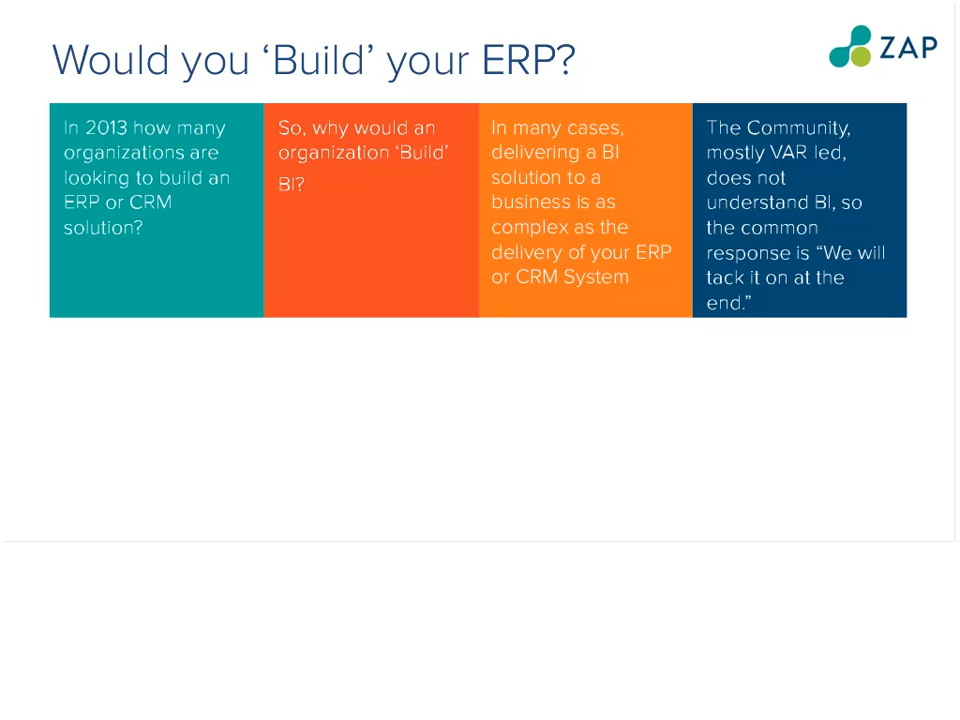 Would you ‘Build’ your ERP?
ZAP
In 2013 how many
organizations are
looking to build an
ERP or CRM
solution?
So, why would an
organization ‘Build’
BI?
In many cases,
delivering a BI
solution to a
business is as
complex as the
delivery of your ERP
or CRM System
The Community,
mostly VAR led,
does not
understand BI, so
the common
response is “We will
tack it on at the
end.”